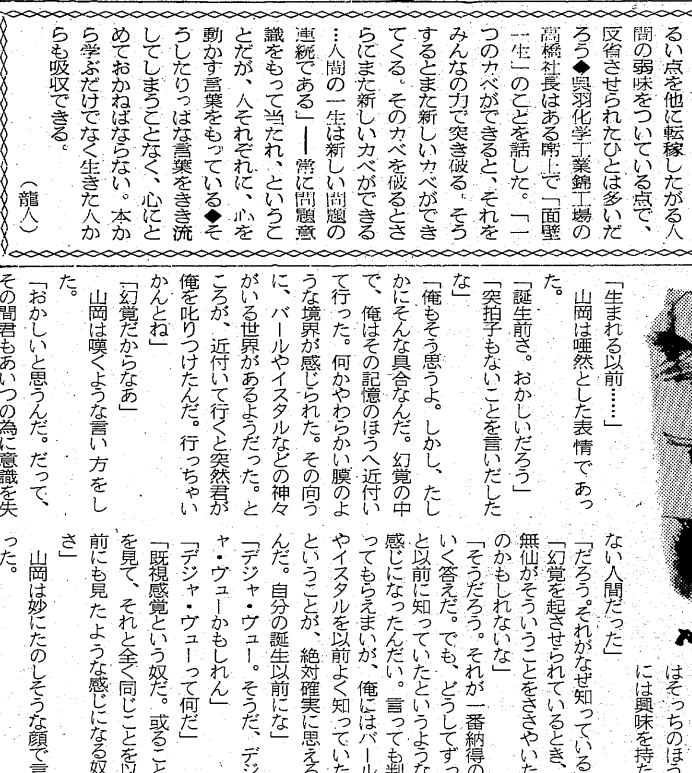 るい点を他に転稼したがる人
間の弱味をついている点で、
反省させられたひとは多いだ
ろう◆呉羽化学工業錦工場の
高橋社長はある席上で「面壁
一生」のことを話した。「一
つのカベができると、それを
みんなの力で突き破る。そう
するとまた新しいカベができ
てくる。そのカベを破るとさ
らにまた新しいカベができる
…人間の一生は新しい問題の
連続である」――常に問題意
識をもって当たれ、というこ
とだが、人それぞれに、心を
動かす言葉をもっている◆そ
うしたりっぱな言葉をきき流
してしまうことなく、心にと
めておかねばならない。本か
ら学ぶだけでなく生きた人か
らも吸収できる。
（龍人）
「生まれる以前……」
山岡は唖然とした表情であっ
た。
「誕生前さ。おかしいだろう」
「突拍子もないことを言いだした
な」
「俺もそう思うよ。しかし、たし
かにそんな具合なんだ。幻覚の中
で、俺はその記憶のほうへ近付い
て行った。何かやわらかい膜のよ
うな境界が感じられた。その向う
に、バールやイスタルなどの神々
がいる世界があるようだった。と
ころが、近付いて行くと突然君が
俺を叱りつけたんだ。行っちゃい
かんとね」
「幻覚だからなあ」
山岡は嘆くような言い方をし
た。
「おかしいと思うんだ。だって、
その間君もあいつの為に意識を失
はそっちのほう
には興味を持た
ない人間だった」
「だろう。それがなぜ知っている
「幻覚を起させられているとき、
無仙がそういうことをささやいた
のかもしれないな」
「そうだろう。それが一番納得の
いく答えだ。でも、どうしてずっ
と以前に知っていたというような
感じになったんだい。言っても判
ってもらえまいが、俺にはバール
やイスタルを以前よく知っていた
ということが、絶対確実に思える
んだ。自分の誕生以前にな」
「デジャ・ヴュー。そうだ、デジ
ャ・ヴューかもしれん」
「デジャ・ヴューって何だ」
「既視感覚という奴だ。或ること
を見て、それと全く同じことを以
前にも見たような感じになる奴
さ」
山岡は妙にたのしそうな顔で言
った。